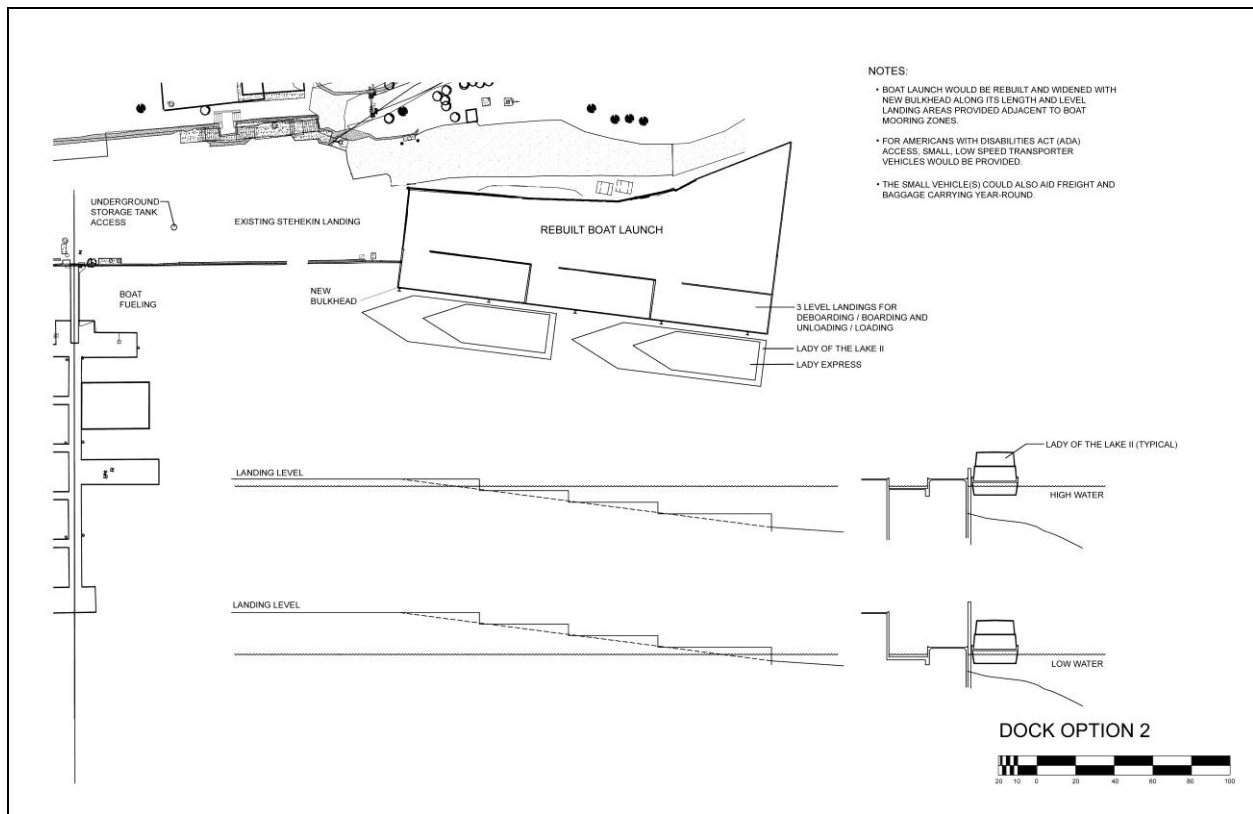 NOTES:
• BOAT LAUNCH WOULD BE REBUILT AND WIDENED WITH
NEW BULKHEAD ALONG ITS LENGTH AND LEVEL
LANDING AREAS PROVIDED ADJACENT TO BOAT
MOORING ZONES.
• FOR AMERICANS WITH DISABILITIES ACT (ADA)
ACCESS, SMALL, LOW SPEED TRANSPORTER
VEHICLES WOULD BE PROVIDED.
• THE SMALL VEHICLE(S) COULD ALSO AID FREIGHT AND
BAGGAGE CARRYING YEAR-ROUND.
UNDERGROUND
STORAGE TANK
ACCESS
EXISTING STEHEKIN LANDING
REBUILT BOAT LAUNCH
BOAT
FUELING
NEW
BULKHEAD
3 LEVEL LANDINGS FOR
DEBOARDING / BOARDING AND
UNLOADING / LOADING
LADY OF THE LAKE II
LADY EXPRESS
LANDING LEVEL
LADY OF THE LAKE II (TYPICAL)
HIGH WATER
LANDING LEVEL
LOW WATER
DOCK OPTION 2
20 10 0 20 40 60 80 100